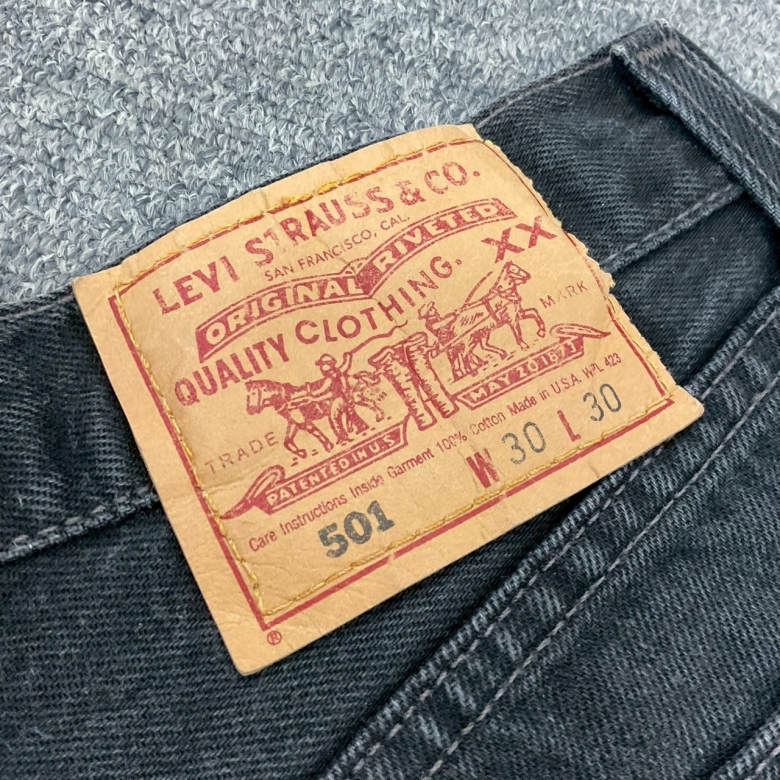 LEVI STRAUSS & CO.
SAN FRANCISCO, CAL.
ORIGINAL RIVETED
QUALITY CLOTHING. XX
TRADE MARK
PATENTED IN U.S. MAY 20 1873
Care Instructions Inside Garment 100% Cotton Made in U.S.A. WPL 423
501 W 30 L 30
®